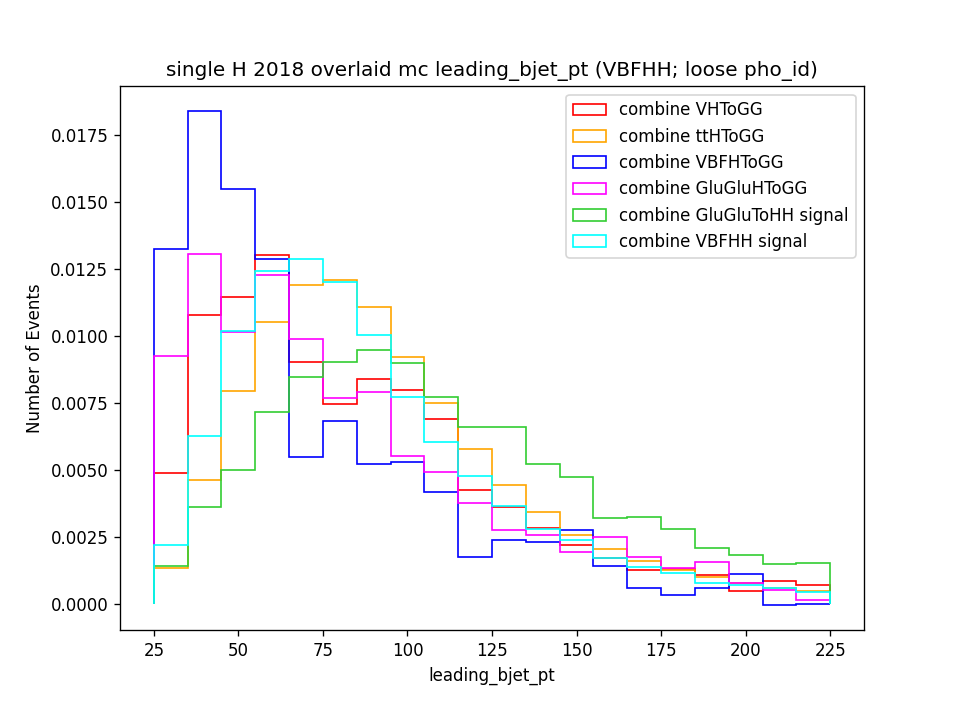 single H 2018 overlaid mc leading_bjet_pt (VBFHH; loose pho_id)
combine VHToGG
combine ttHToGG
combine VBFHToGG
combine GluGluHToGG
combine GluGluToHH signal
combine VBFHH signal
Number of Events
0.0175
0.0150
0.0125
0.0100
0.0075
0.0050
0.0025
0.0000
25 50 75 100 125 150 175 200 225
leading_bjet_pt